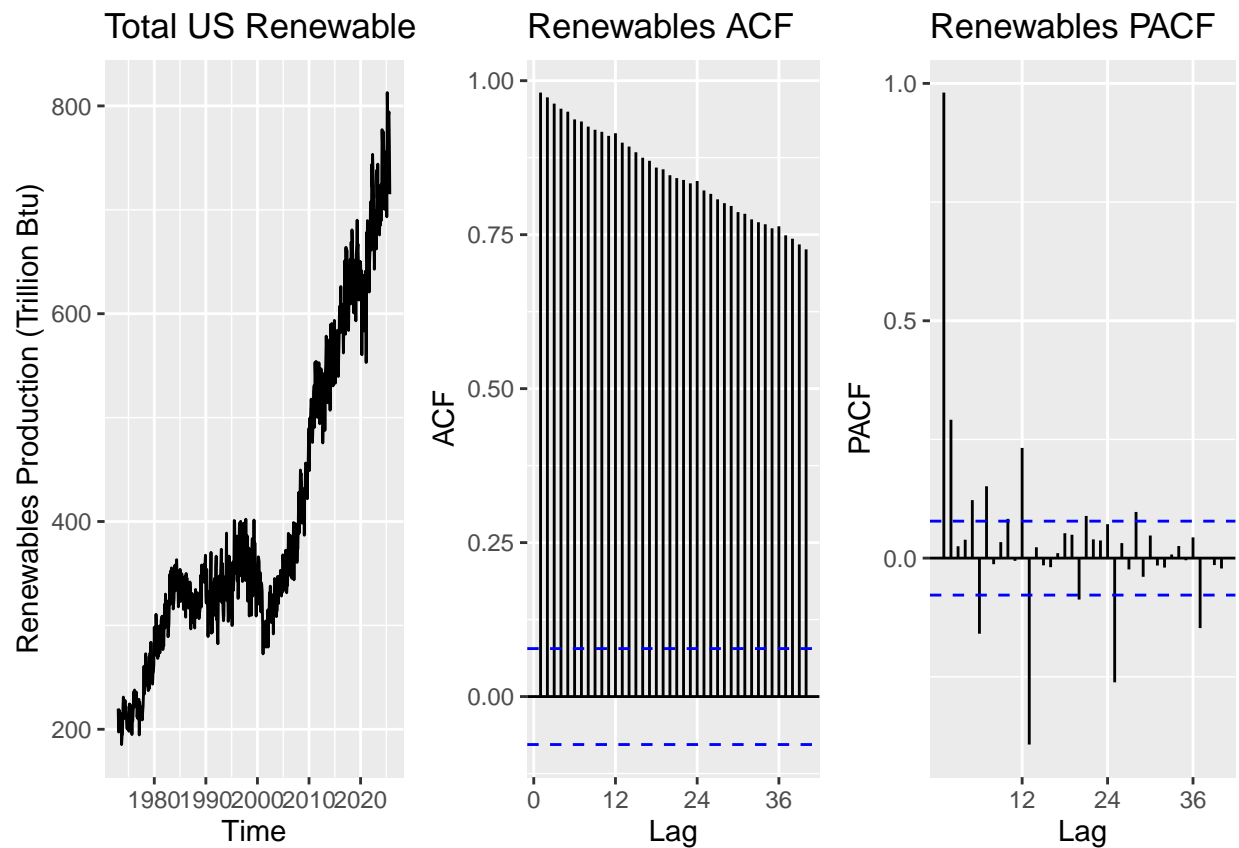 Total US Renewable
Renewables Production (Trillion Btu)
800
600
400
200
1980
1990
2000
2010
2020
Time
Renewables ACF
ACF
1.00
0.75
0.50
0.25
0.00
0
12
24
36
Lag
Renewables PACF
PACF
1.0
0.5
0.0
12
24
36
Lag